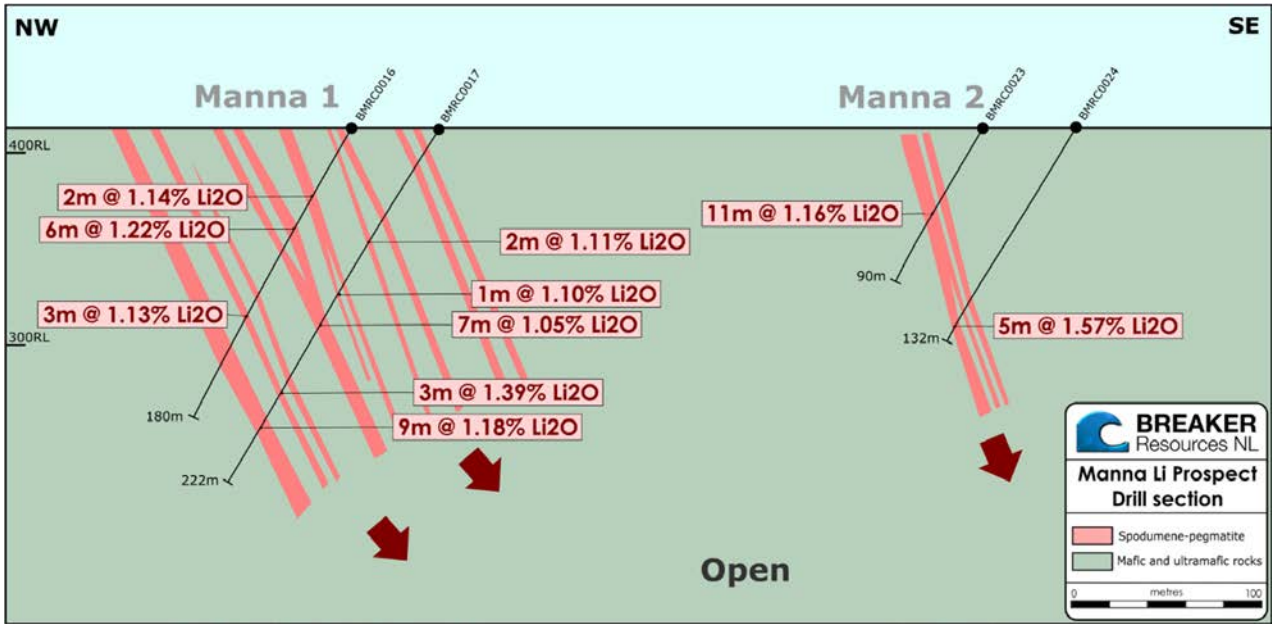 NW
SE
Manna 1
Manna 2
BMRC0016
BMRC0017
BMRC0023
BMRC0024
400RL
2m @ 1.14% Li2O
6m @ 1.22% Li2O
11m @ 1.16% Li2O
2m @ 1.11% Li2O
90m
1m @ 1.10% Li2O
3m @ 1.13% Li2O
7m @ 1.05% Li2O
5m @ 1.57% Li2O
300RL
132m
3m @ 1.39% Li2O
180m
9m @ 1.18% Li2O
222m
Open
BREAKER
Resources NL
Manna Li Prospect
Drill section
Spodumene-pegmatite
Mafic and ultramafic rocks
0 metres 100